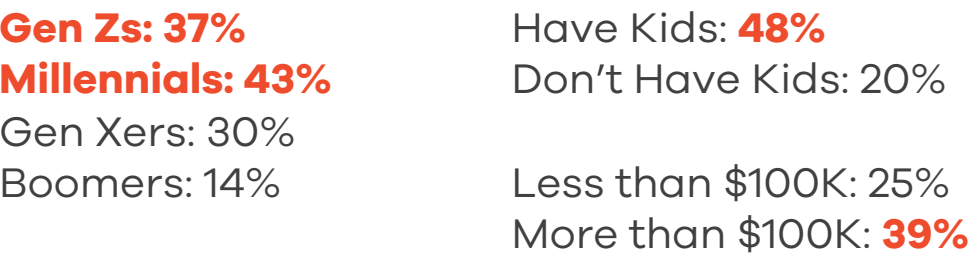 Gen Zs: 37%
Millennials: 43%
Gen Xers: 30%
Boomers: 14%
Have Kids: 48%
Don’t Have Kids: 20%
Less than $100K: 25%
More than $100K: 39%